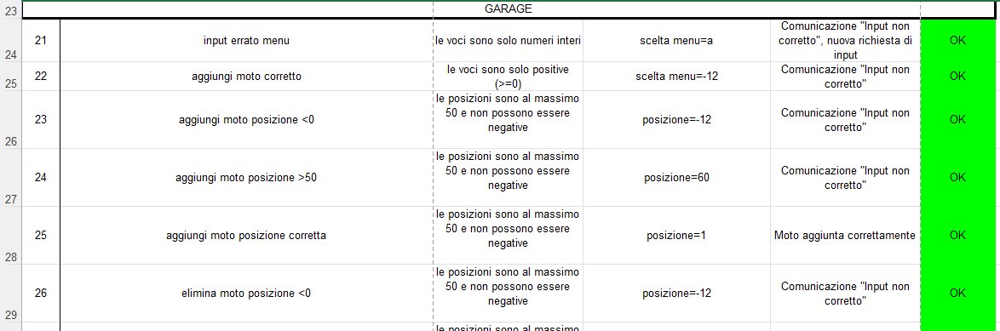 23
GARAGE
24
21
input errato menu
le voci sono solo numeri interi
scelta menu=a
Comunicazione "Input non
corretto", nuova richiesta di
input
OK
25
22
aggiungi moto corretto
le voci sono solo positive
(>=0)
scelta menu=-12
Comunicazione "Input non
corretto"
OK
26
23
aggiungi moto posizione <0
le posizioni sono al massimo
50 e non possono essere
negative
posizione=-12
Comunicazione "Input non
corretto"
OK
27
24
aggiungi moto posizione >50
le posizioni sono al massimo
50 e non possono essere
negative
posizione=60
Comunicazione "Input non
corretto"
OK
28
25
aggiungi moto posizione corretta
le posizioni sono al massimo
50 e non possono essere
negative
posizione=1
Moto aggiunta correttamente
OK
29
26
elimina moto posizione <0
le posizioni sono al massimo
50 e non possono essere
negative
posizione=-12
Comunicazione "Input non
corretto"
OK
le posizioni sono al massimo